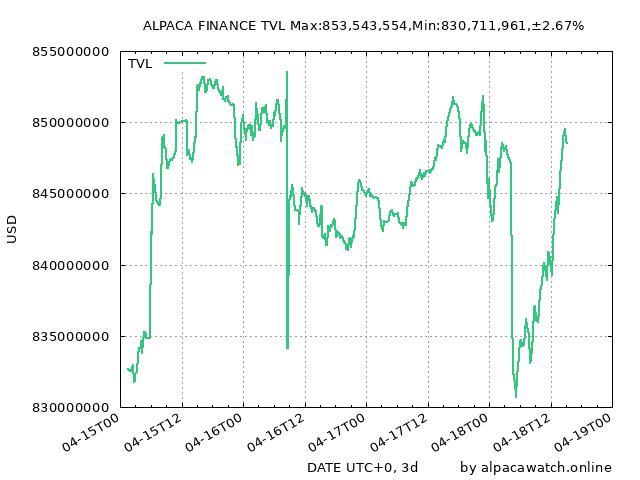 ALPACA FINANCE TVL Max:853,543,554,Min:830,711,961,±2.67%
TVL
855000000
850000000
845000000
840000000
835000000
830000000
USD
04-15T00
04-15T12
04-16T00
04-16T12
04-17T00
04-17T12
04-18T00
04-18T12
04-19T00
DATE UTC+0, 3d
by alpacawatch.online